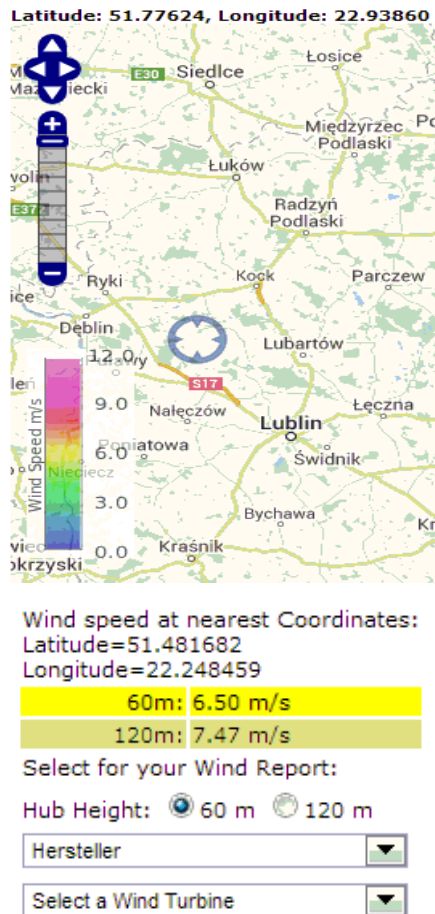 Latitude: 51.77624, Longitude: 22.93860
Łosice
E30 Siedlce
Międzyrzec
Podlaski
Łuków
E372
Radzyń
Podlaski
Ryki
Kock
Parczew
Dęblin
Lubartów
12.0
S17
9.0
Nałęczów
Łęczna
Lublin
6.0
Świdnik
3.0
Bychawa
0.0
Kraśnik
Wind Speed m/s
Wind speed at nearest Coordinates:
Latitude=51.481682
Longitude=22.248459
60m: 6.50 m/s
120m: 7.47 m/s
Select for your Wind Report:
Hub Height: 60 m 120 m
Hersteller
Select a Wind Turbine